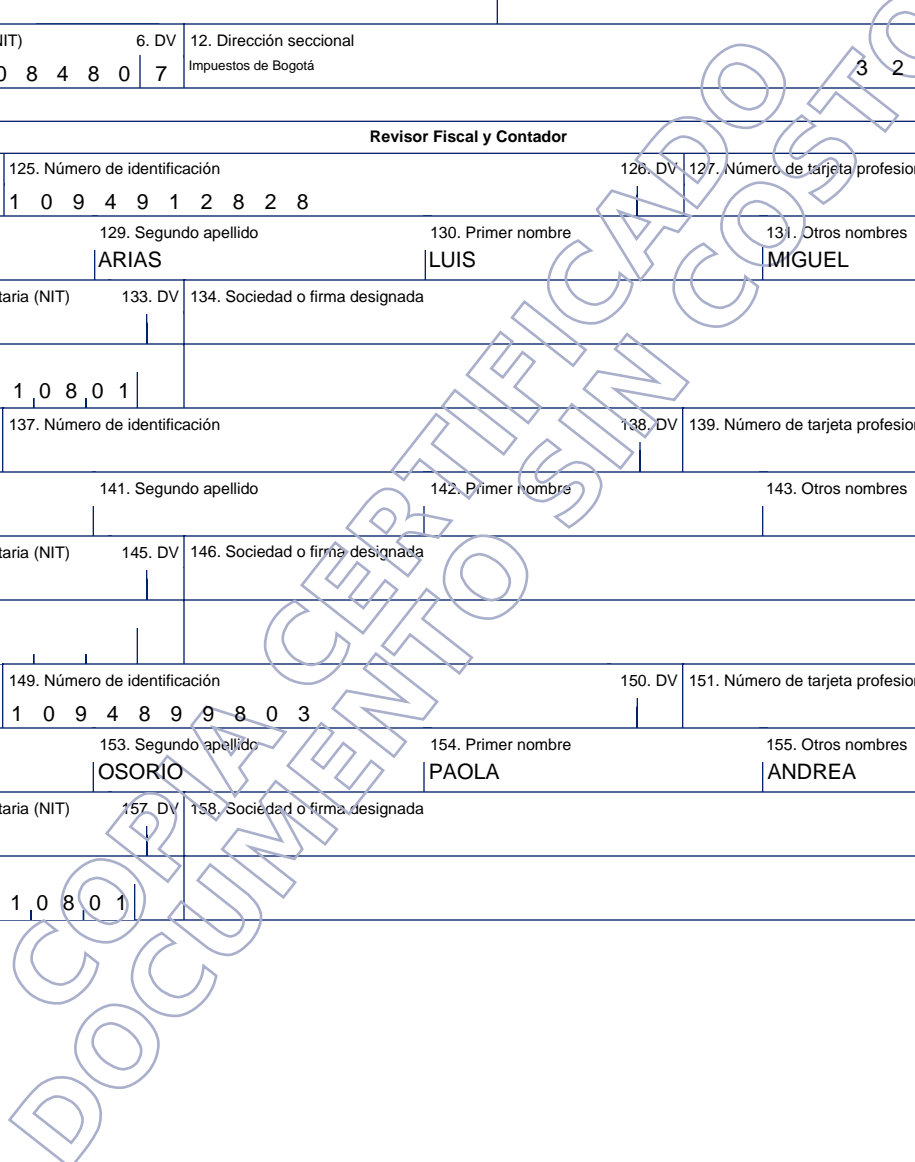 NIT) 6. DV 12. Dirección seccional
0 8 4 8 0 7 Impuestos de Bogotá 3 2
Revisor Fiscal y Contador
125. Número de identificación 126. DV 127. Número de tarjeta profesion
1 0 9 4 9 1 2 8 2 8
129. Segundo apellido 130. Primer nombre 131. Otros nombres
ARIAS LUIS MIGUEL
taria (NIT) 133. DV 134. Sociedad o firma designada
1 0 8 0 1
137. Número de identificación 138. DV 139. Número de tarjeta profesion
141. Segundo apellido 142. Primer nombre 143. Otros nombres
taria (NIT) 145. DV 146. Sociedad o firma designada
149. Número de identificación 150. DV 151. Número de tarjeta profesion
1 0 9 4 8 9 9 8 0 3
153. Segundo apellido 154. Primer nombre 155. Otros nombres
OSORIO PAOLA ANDREA
taria (NIT) 157. DV 158. Sociedad o firma designada
1 0 8 0 1
COPIA CERTIFICADO
DOCUMENTO SIN COSTO